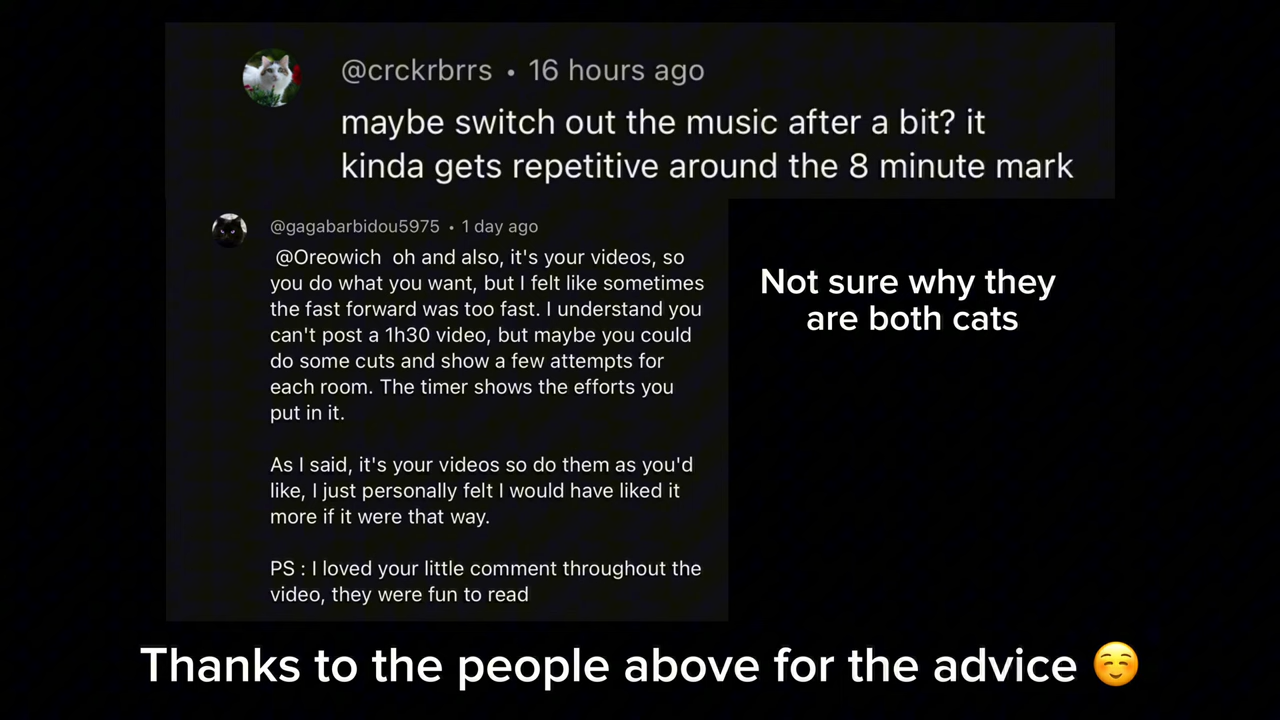 @crckrbrrs • 16 hours ago
maybe switch out the music after a bit? it
kinda gets repetitive around the 8 minute mark
@gagabarbidou5975 • 1 day ago
@Oreowich oh and also, it's your videos, so
you do what you want, but I felt like sometimes
the fast forward was too fast. I understand you
can't post a 1h30 video, but maybe you could
do some cuts and show a few attempts for
each room. The timer shows the efforts you
put in it.
As I said, it's your videos so do them as you'd
like, I just personally felt I would have liked it
more if it were that way.
PS : I loved your little comment throughout the
video, they were fun to read
Not sure why they
are both cats
Thanks to the people above for the advice ☺️